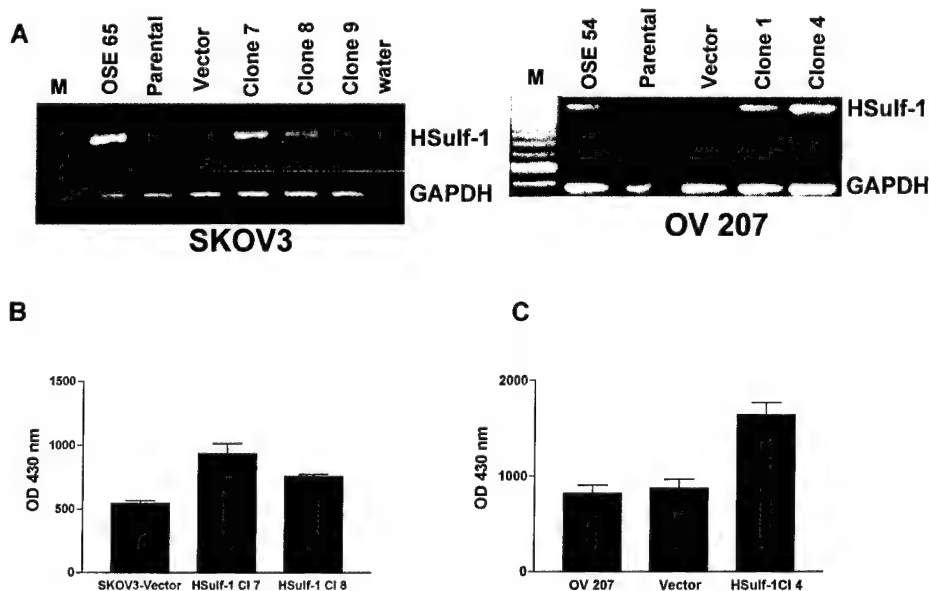 A
M
OSE 65
Parental
Vector
Clone 7
Clone 8
Clone 9
water
HSulf-1
GAPDH
SKOV3
M
OSE 54
Parental
Vector
Clone 1
Clone 4
HSulf-1
GAPDH
OV 207
B
OD 430 nm
1500
1000
500
0
SKOV3-Vector HSulf-1 Cl 7 HSulf-1 Cl 8
C
OD 430 nm
2000
1000
0
OV 207 Vector HSulf-1Cl 4